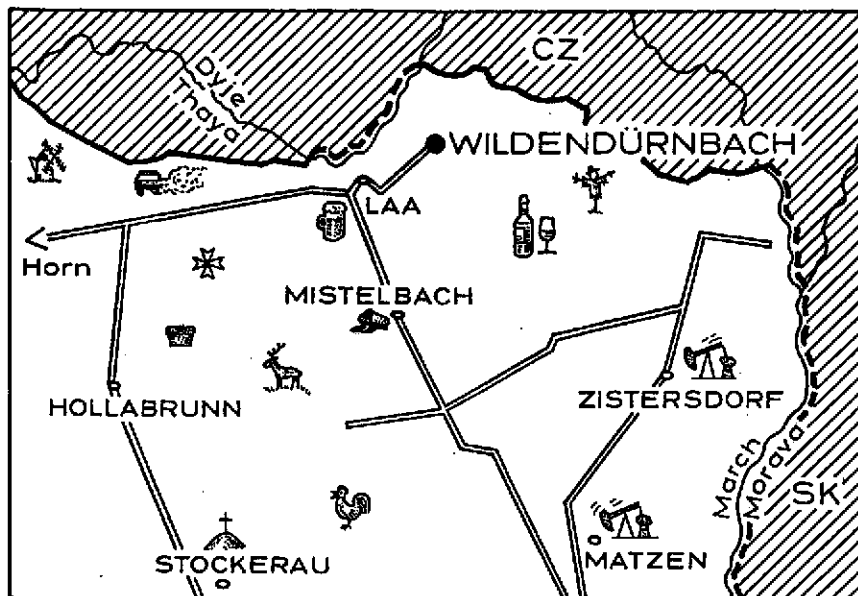 CZ
Dyje
Thaya
WILDENDÜRNBACH
LAA
Horn
MISTELBACH
HOLLABRUNN
ZISTERSDORF
March
Morava
SK
STOCKERAU
MATZEN